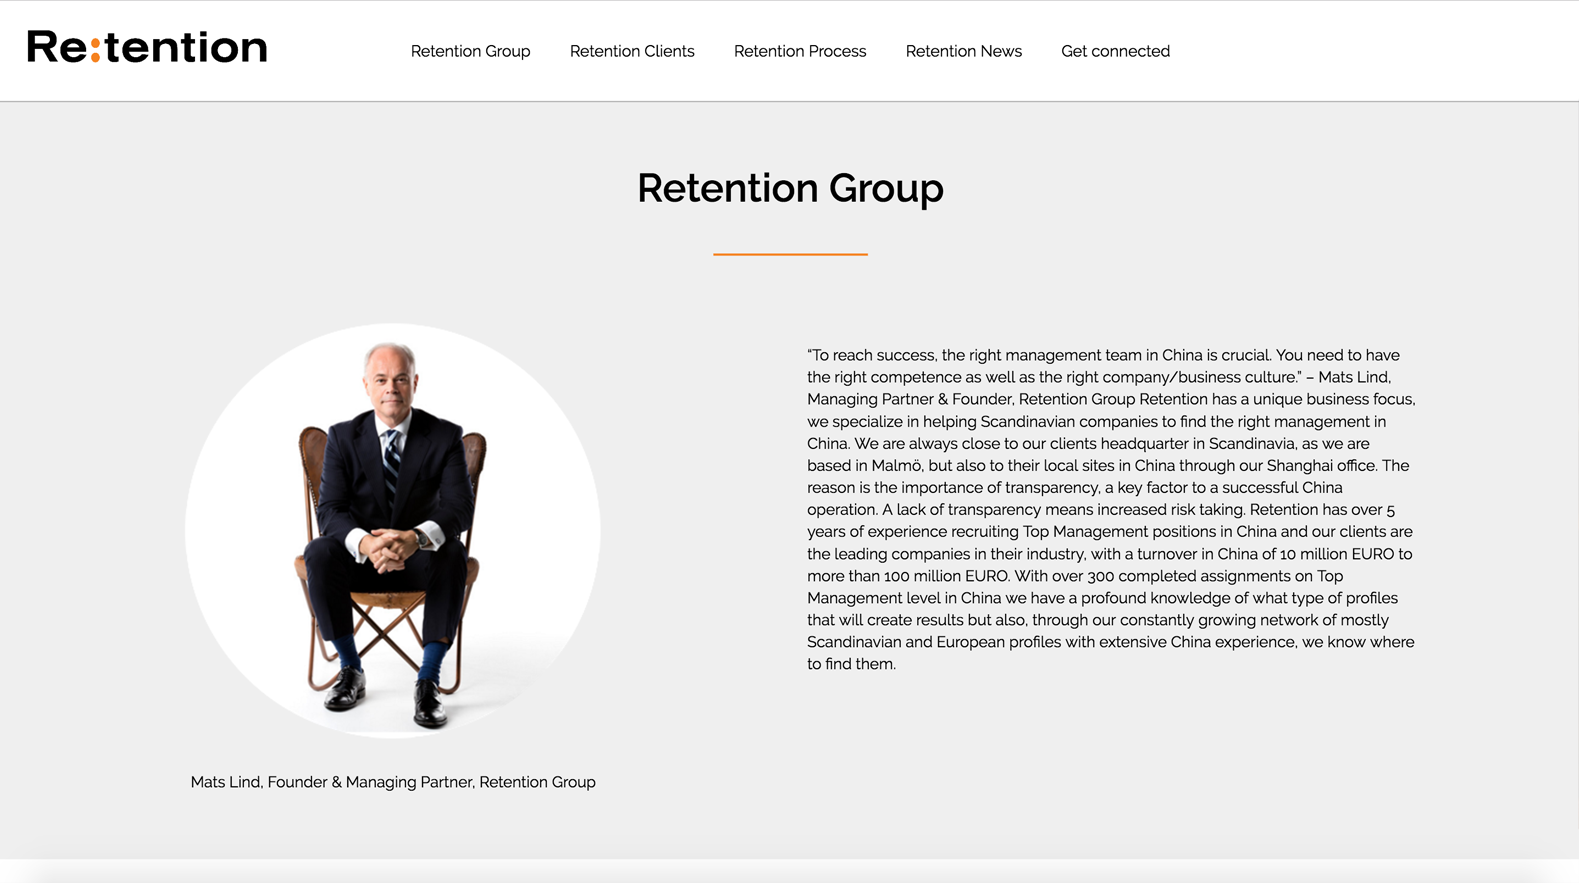 Re:tention
Retention Group
Retention Clients
Retention Process
Retention News
Get connected
Retention Group
“To reach success, the right management team in China is crucial. You need to have
the right competence as well as the right company/business culture.” – Mats Lind,
Managing Partner & Founder, Retention Group Retention has a unique business focus,
we specialize in helping Scandinavian companies to find the right management in
China. We are always close to our clients headquarter in Scandinavia, as we are
based in Malmö, but also to their local sites in China through our Shanghai office. The
reason is the importance of transparency, a key factor to a successful China
operation. A lack of transparency means increased risk taking. Retention has over 5
years of experience recruiting Top Management positions in China and our clients are
the leading companies in their industry, with a turnover in China of 10 million EURO to
more than 100 million EURO. With over 300 completed assignments on Top
Management level in China we have a profound knowledge of what type of profiles
that will create results but also, through our constantly growing network of mostly
Scandinavian and European profiles with extensive China experience, we know where
to find them.
Mats Lind, Founder & Managing Partner, Retention Group